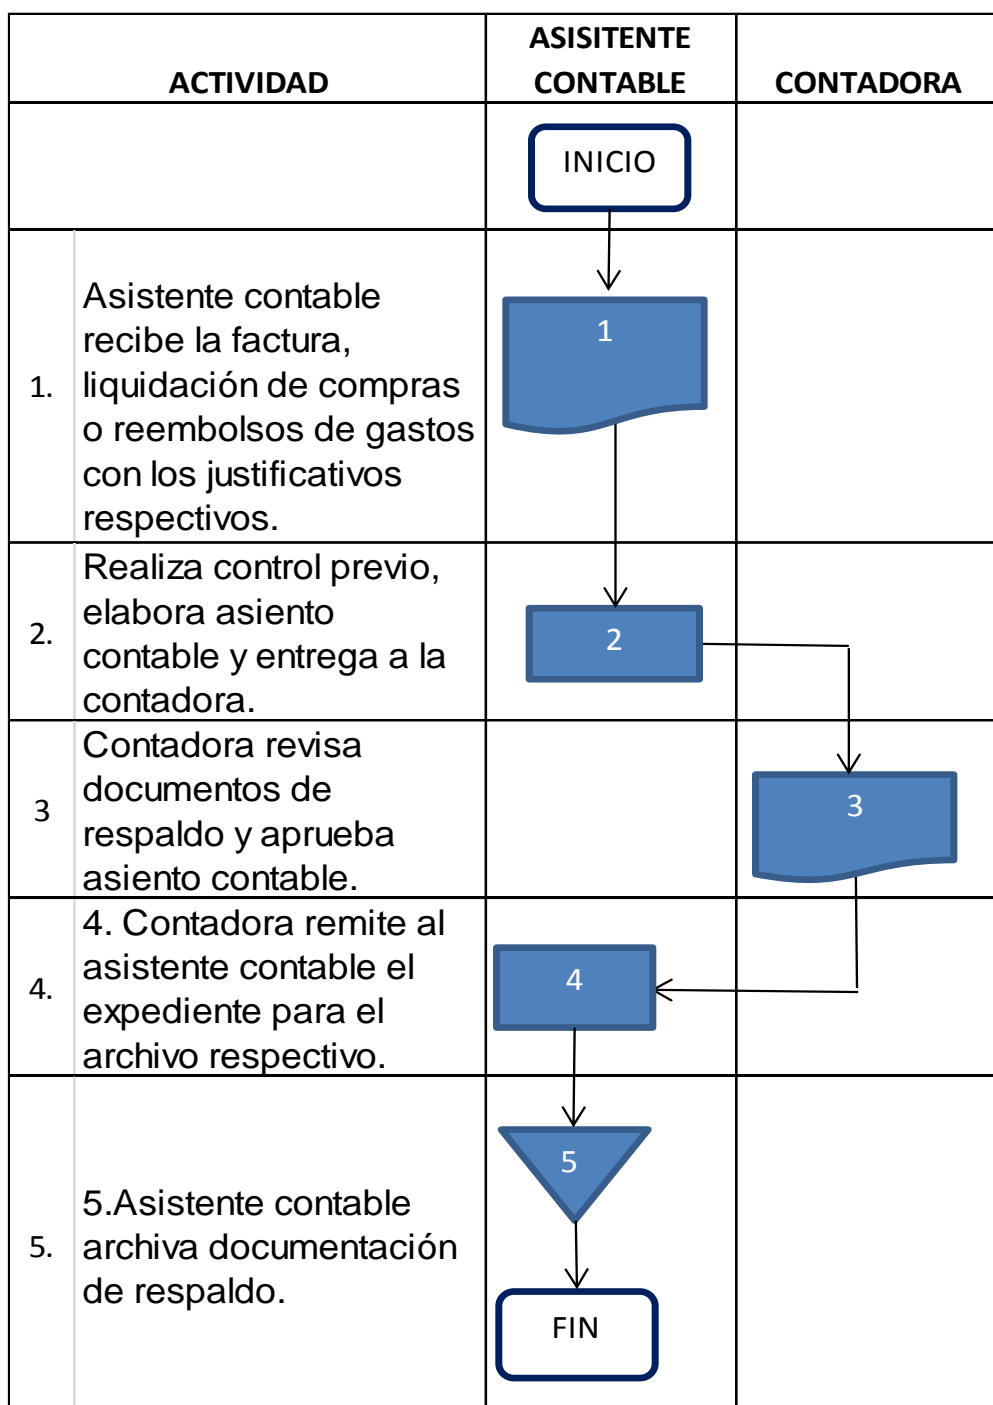 ACTIVIDAD
ASISITENTE
CONTABLE
CONTADORA
INICIO
1.
Asistente contable
recibe la factura,
liquidación de compras
o reembolsos de gastos
con los justificativos
respectivos.
1
2.
Realiza control previo,
elabora asiento
contable y entrega a la
contadora.
2
3
Contadora revisa
documentos de
respaldo y aprueba
asiento contable.
3
4.
4. Contadora remite al
asistente contable el
expediente para el
archivo respectivo.
4
5.
5.Asistente contable
archiva documentación
de respaldo.
5
FIN